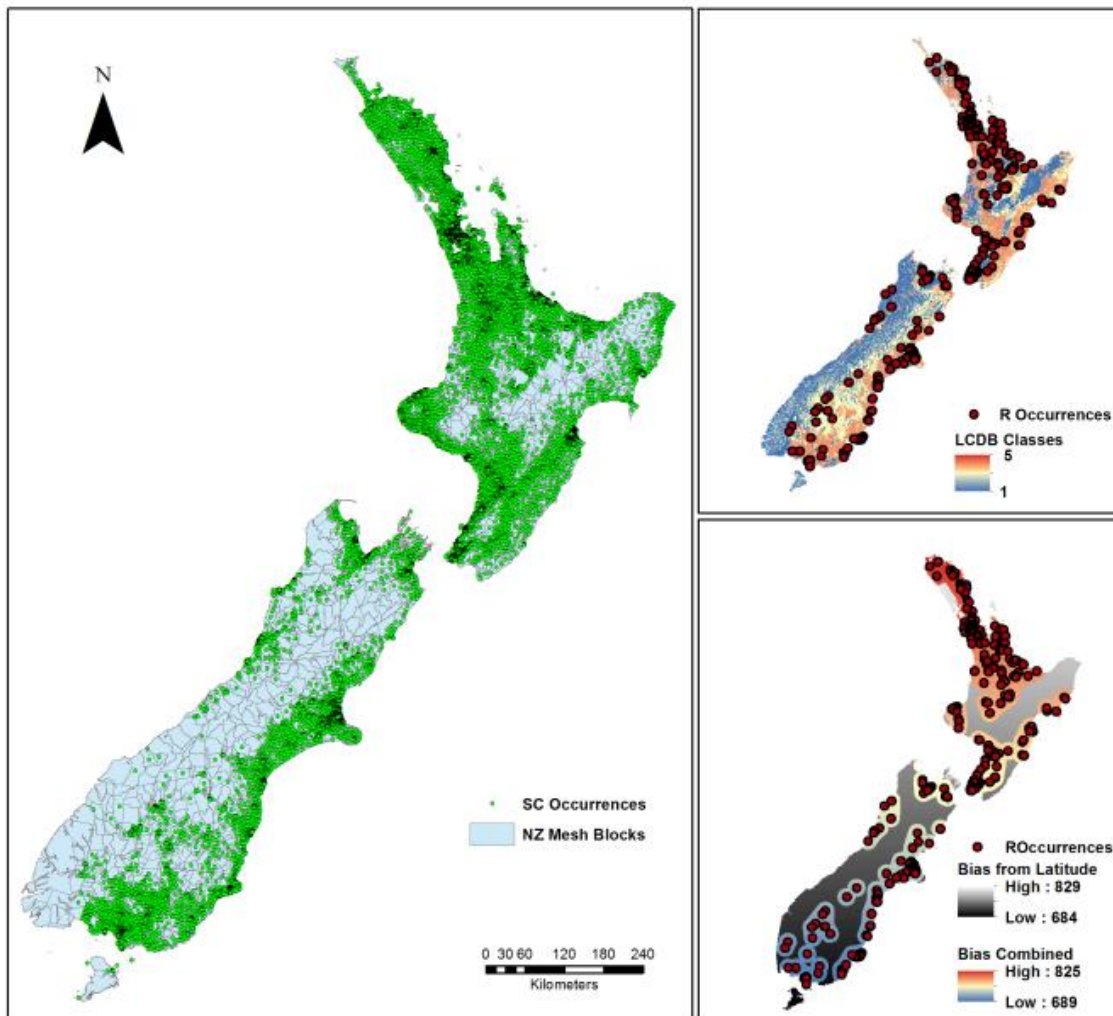 N
SC Occurrences
NZ Mesh Blocks
0 30 60 120 180 240
Kilometers
R Occurrences
LCDB Classes
5
1
ROccurrences
Bias from Latitude
High : 829
Low : 684
Bias Combined
High : 825
Low : 689